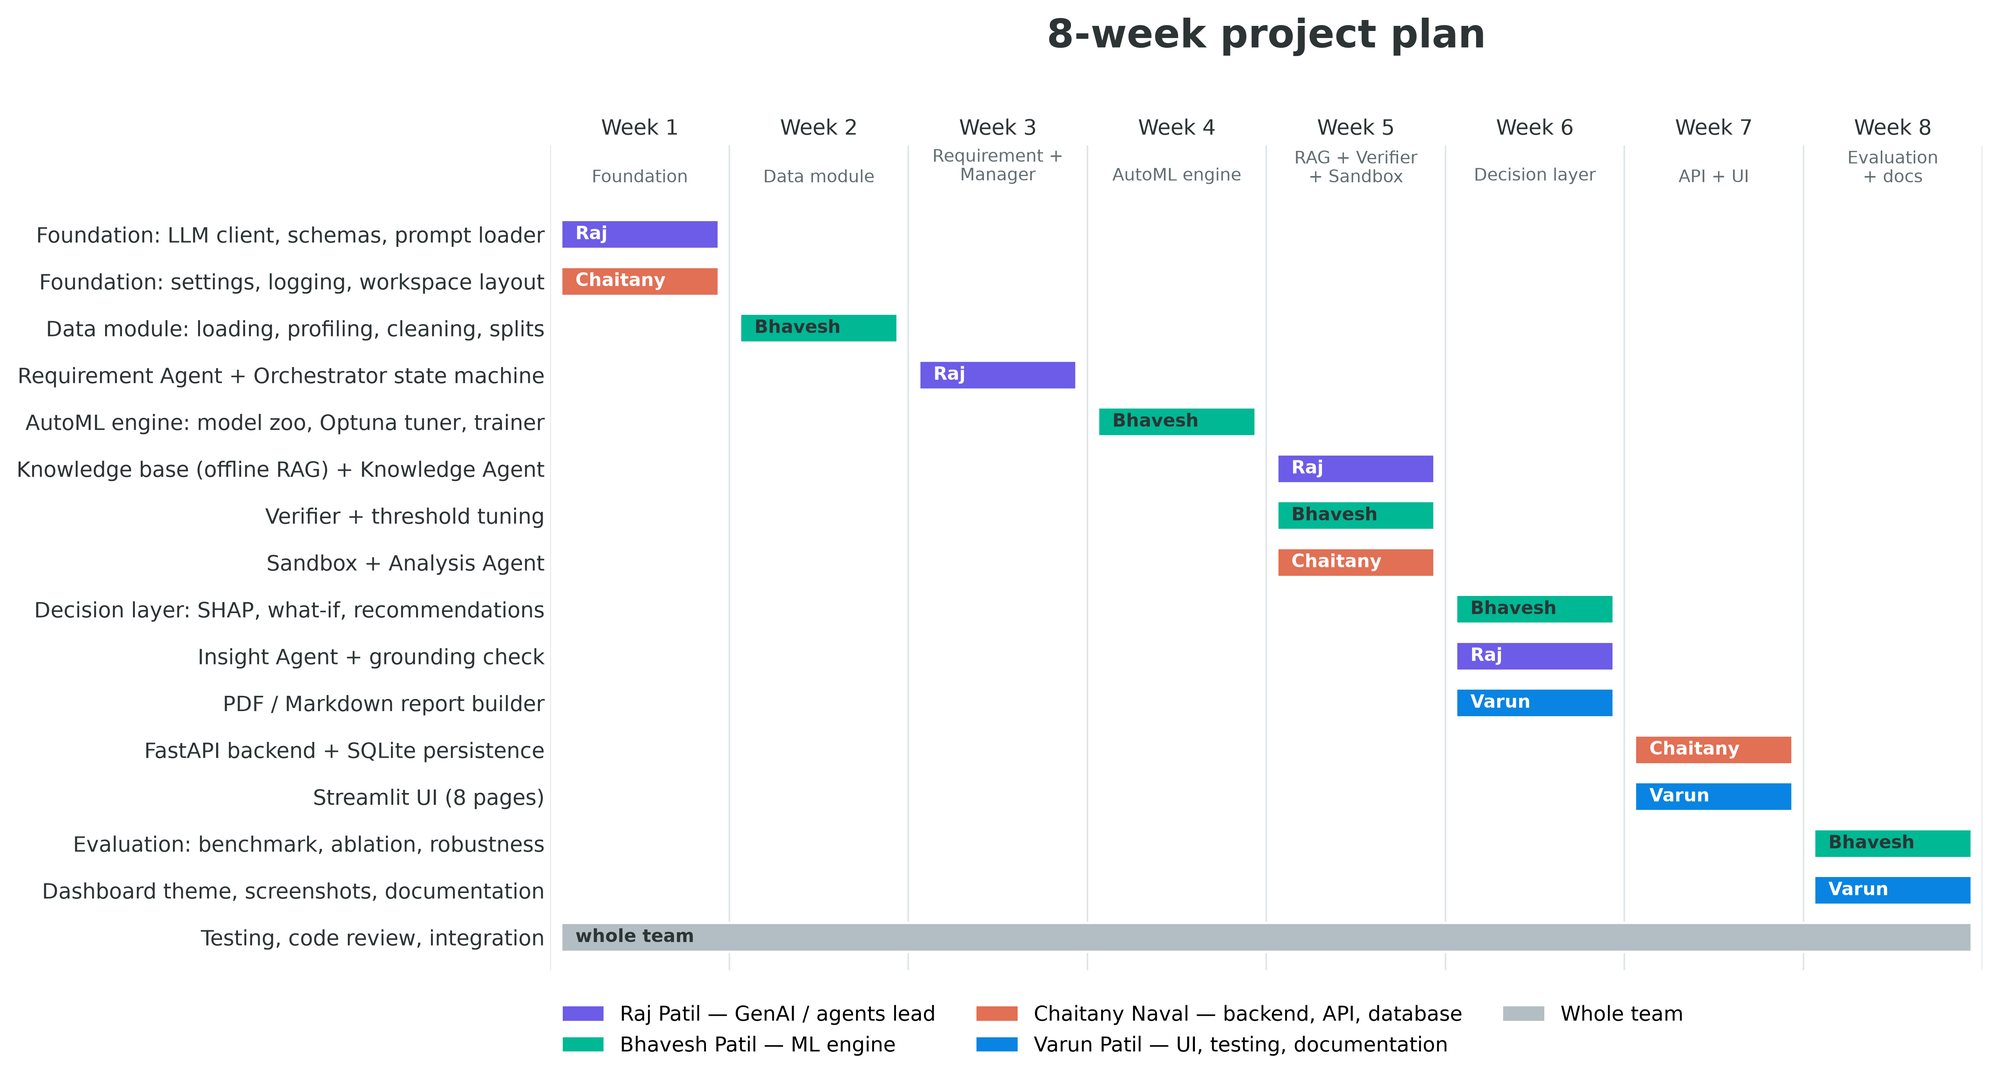 8-week project plan
Week 1
Week 2
Week 3
Week 4
Week 5
Week 6
Week 7
Week 8
Foundation
Data module
Requirement +
Manager
AutoML engine
RAG + Verifier
+ Sandbox
Decision layer
API + UI
Evaluation
+ docs
Foundation: LLM client, schemas, prompt loader
Raj
Foundation: settings, logging, workspace layout
Chaitany
Data module: loading, profiling, cleaning, splits
Bhavesh
Requirement Agent + Orchestrator state machine
Raj
AutoML engine: model zoo, Optuna tuner, trainer
Bhavesh
Knowledge base (offline RAG) + Knowledge Agent
Raj
Verifier + threshold tuning
Bhavesh
Sandbox + Analysis Agent
Chaitany
Decision layer: SHAP, what-if, recommendations
Bhavesh
Insight Agent + grounding check
Raj
PDF / Markdown report builder
Varun
FastAPI backend + SQLite persistence
Chaitany
Streamlit UI (8 pages)
Varun
Evaluation: benchmark, ablation, robustness
Bhavesh
Dashboard theme, screenshots, documentation
Varun
Testing, code review, integration
whole team
Raj Patil — GenAI / agents lead
Bhavesh Patil — ML engine
Chaitany Naval — backend, API, database
Varun Patil — UI, testing, documentation
Whole team